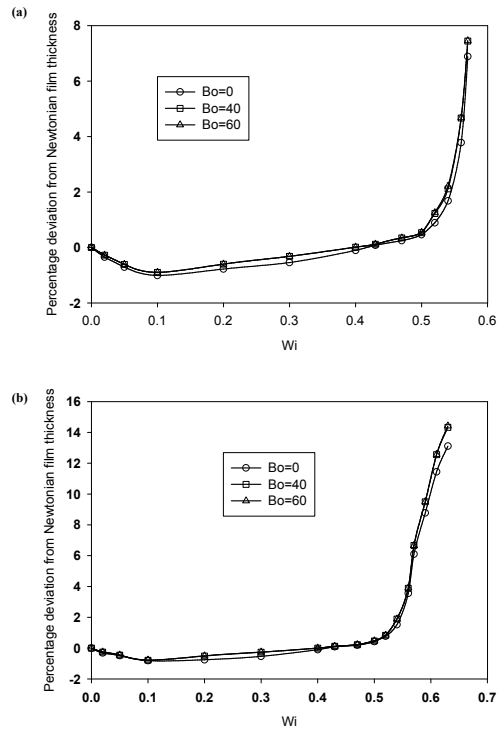 (a)
Percentage deviation from Newtonian film thickness
8
6
4
2
0
-2
Bo=0
Bo=40
Bo=60
0.0 0.1 0.2 0.3 0.4 0.5 0.6
Wi
(b)
Percentage deviation from Newtonian film thickness
16
14
12
10
8
6
4
2
0
-2
Bo=0
Bo=40
Bo=60
0.0 0.1 0.2 0.3 0.4 0.5 0.6 0.7
Wi